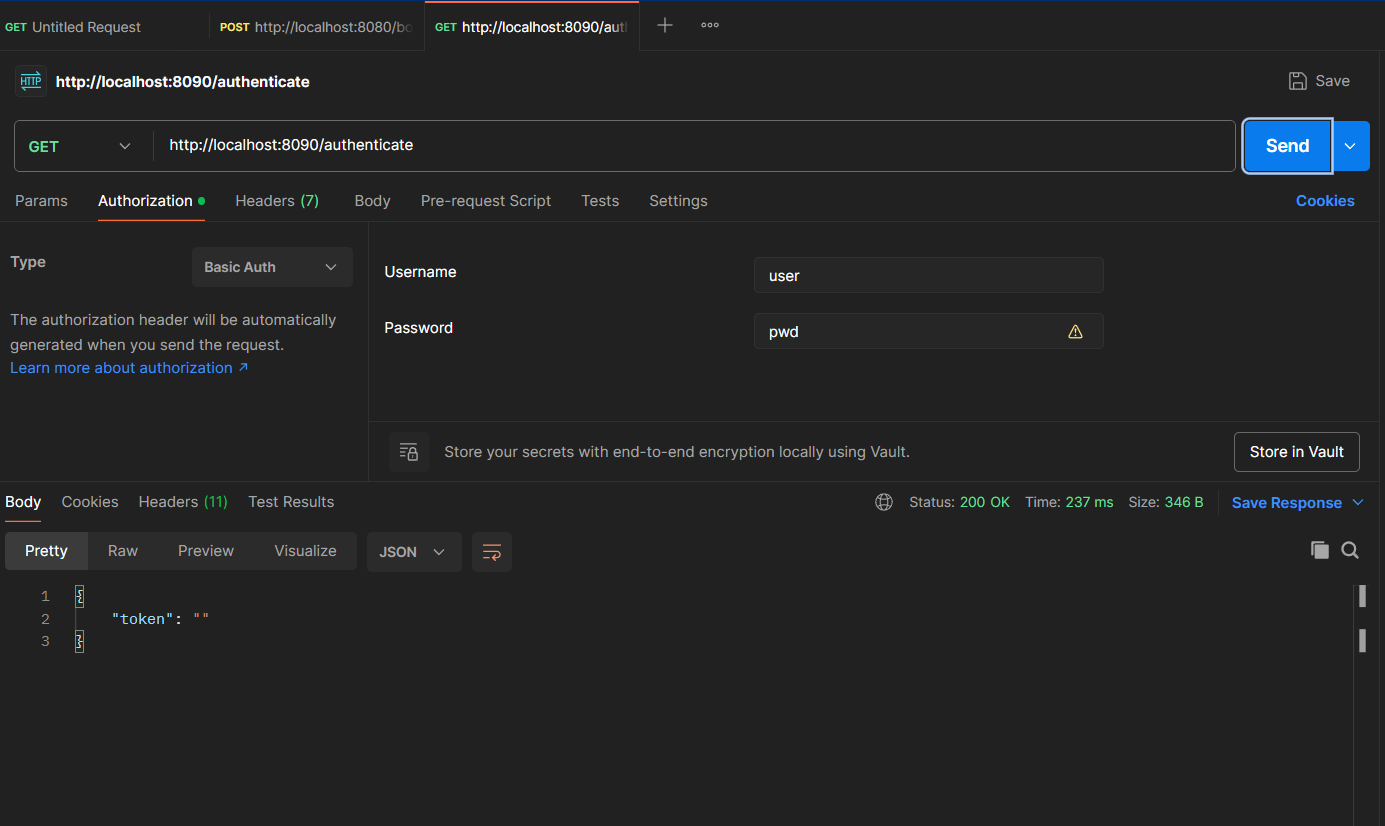 GET Untitled Request POST http://localhost:8080/bo GET http://localhost:8090/aut
HTTP http://localhost:8090/authenticate Save
GET http://localhost:8090/authenticate Send
Params Authorization Headers (7) Body Pre-request Script Tests Settings Cookies
Type Basic Auth
The authorization header will be automatically
generated when you send the request.
Learn more about authorization ↗
Username user
Password pwd
Store your secrets with end-to-end encryption locally using Vault. Store in Vault
Body Cookies Headers (11) Test Results Status: 200 OK Time: 237 ms Size: 346 B Save Response
Pretty Raw Preview Visualize JSON
1 {
2 "token": ""
3 }